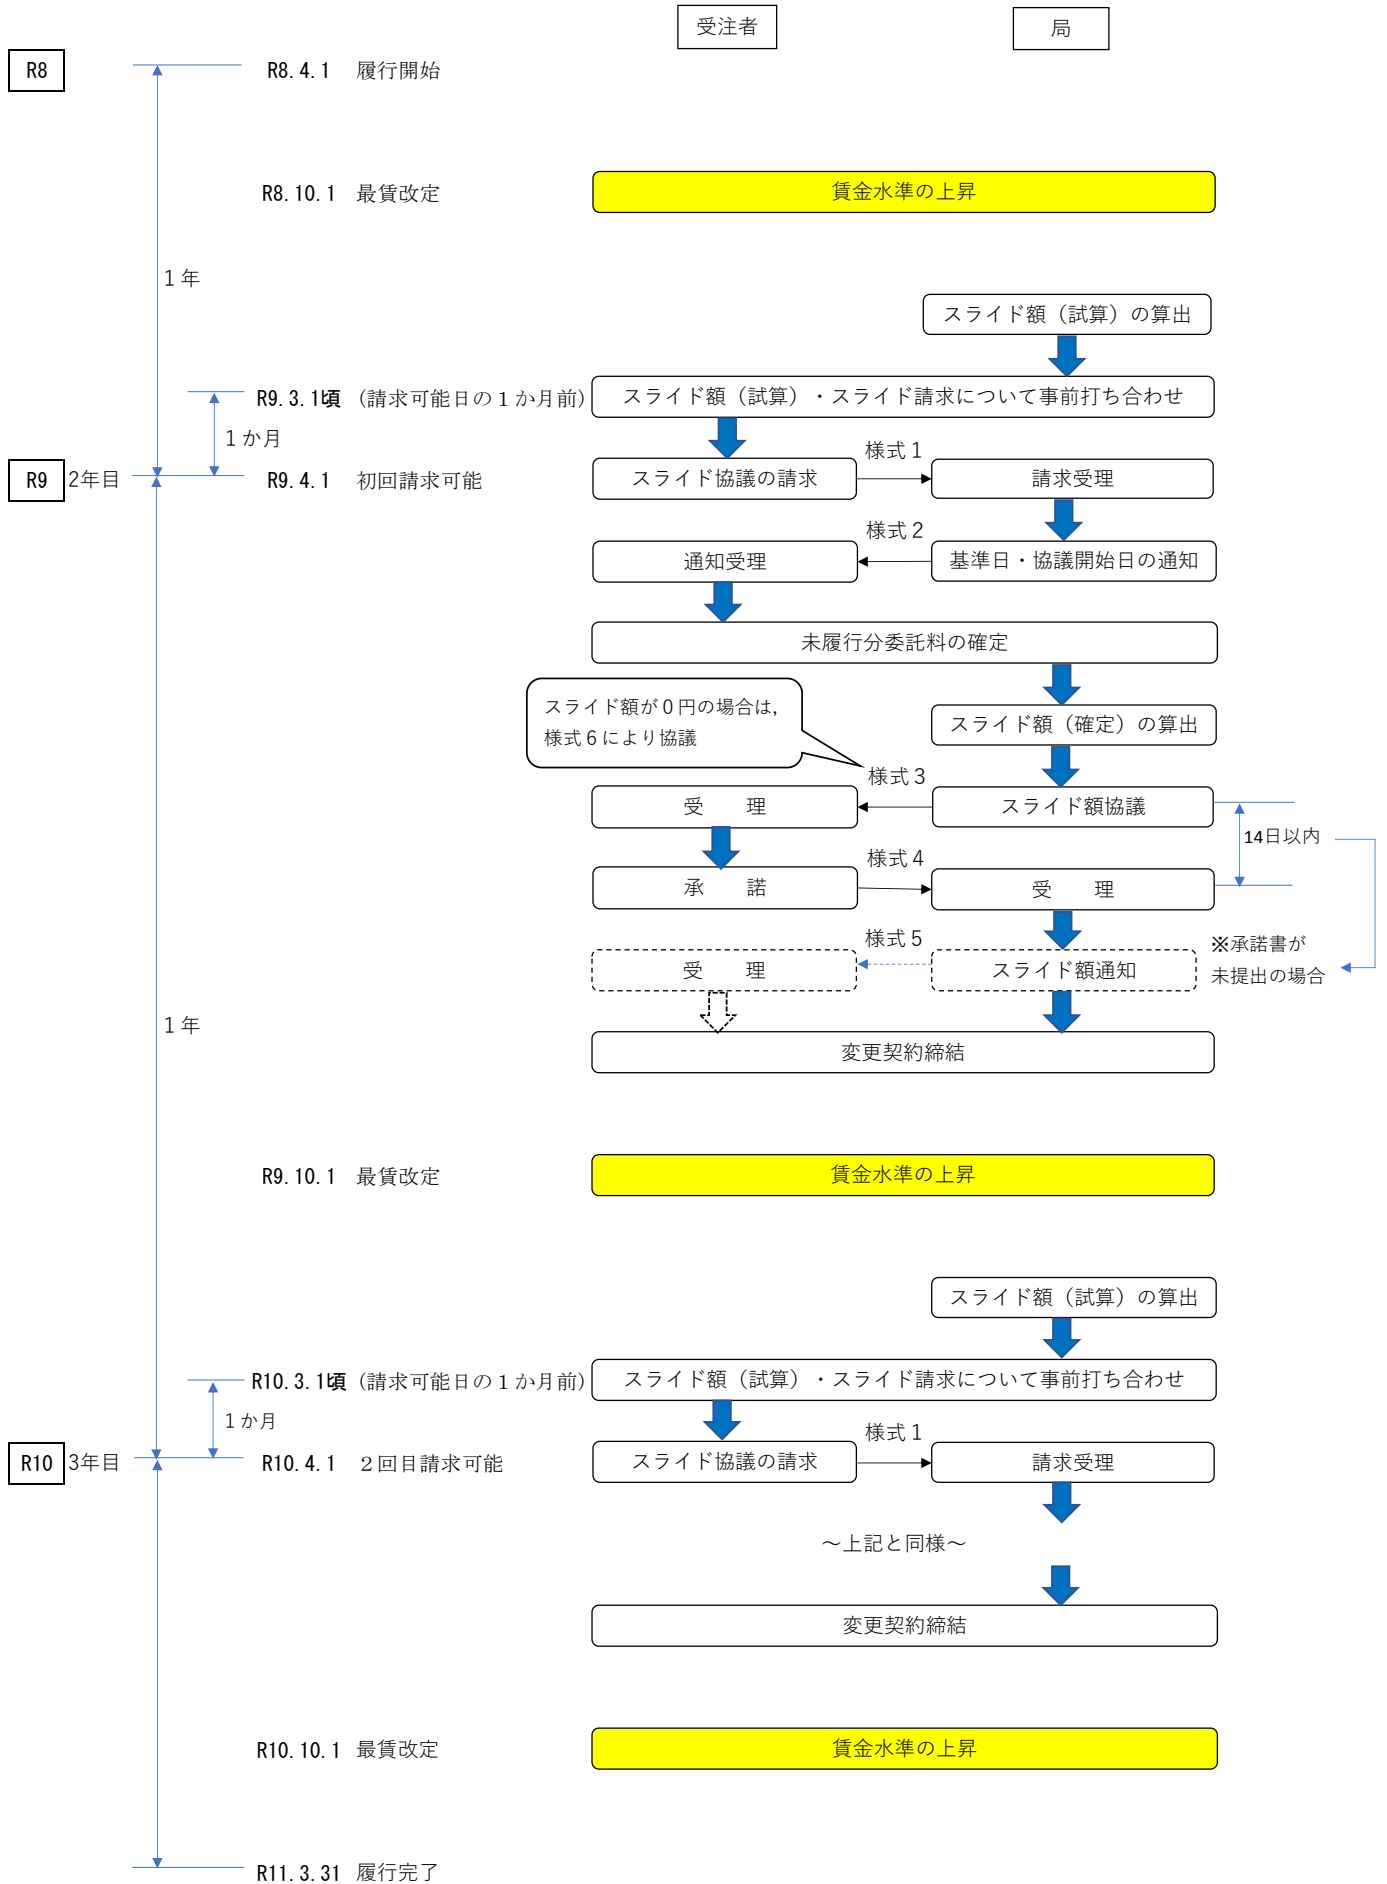 受注者
局
R8
R8.4.1 履行開始
R8.10.1 最賃改定
賃金水準の上昇
1年
スライド額（試算）の算出
R9.3.1頃 (請求可能日の１か月前)
スライド額（試算）・スライド請求について事前打ち合わせ
1か月
様式1
R9 2年目
R9.4.1 初回請求可能
スライド協議の請求
請求受理
様式2
通知受理
基準日・協議開始日の通知
未履行分委託料の確定
スライド額が０円の場合は，
様式６により協議
スライド額（確定）の算出
様式3
受　　理
スライド額協議
14日以内
様式4
承　　諾
受　　理
様式5
※承諾書が
未提出の場合
受　　理
スライド額通知
1年
変更契約締結
R9.10.1 最賃改定
賃金水準の上昇
スライド額（試算）の算出
R10.3.1頃 (請求可能日の１か月前)
スライド額（試算）・スライド請求について事前打ち合わせ
1か月
様式1
R10 3年目
R10.4.1 ２回目請求可能
スライド協議の請求
請求受理
～上記と同様～
変更契約締結
R10.10.1 最賃改定
賃金水準の上昇
R11.3.31 履行完了